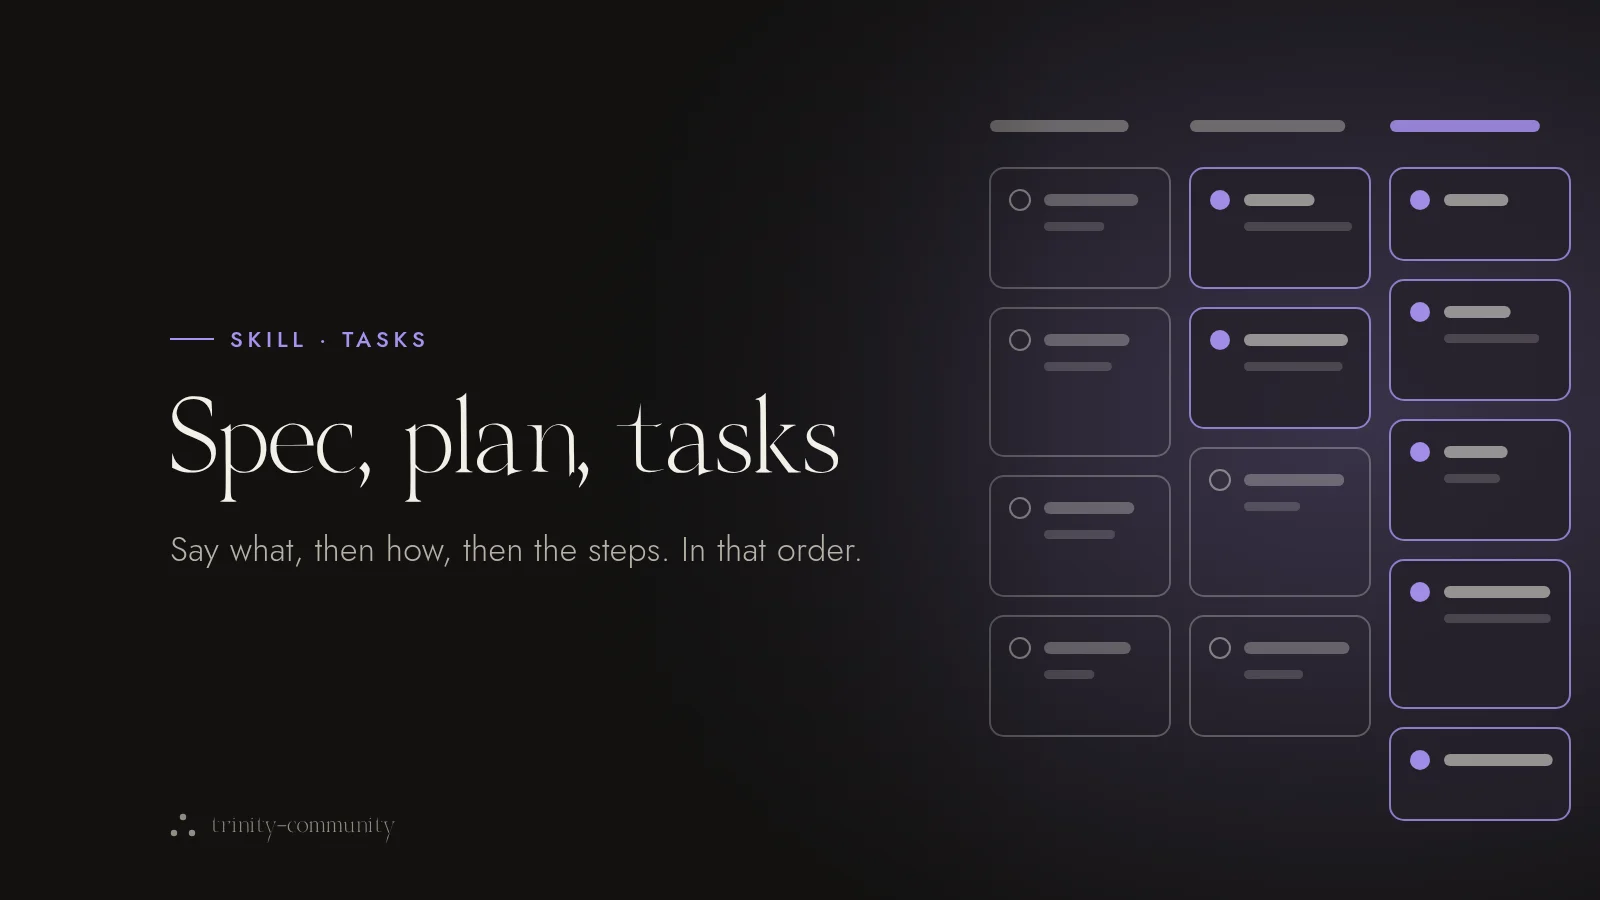 SKILL · TASKS
Spec, plan, tasks
Say what, then how, then the steps. In that order.
trinity-community